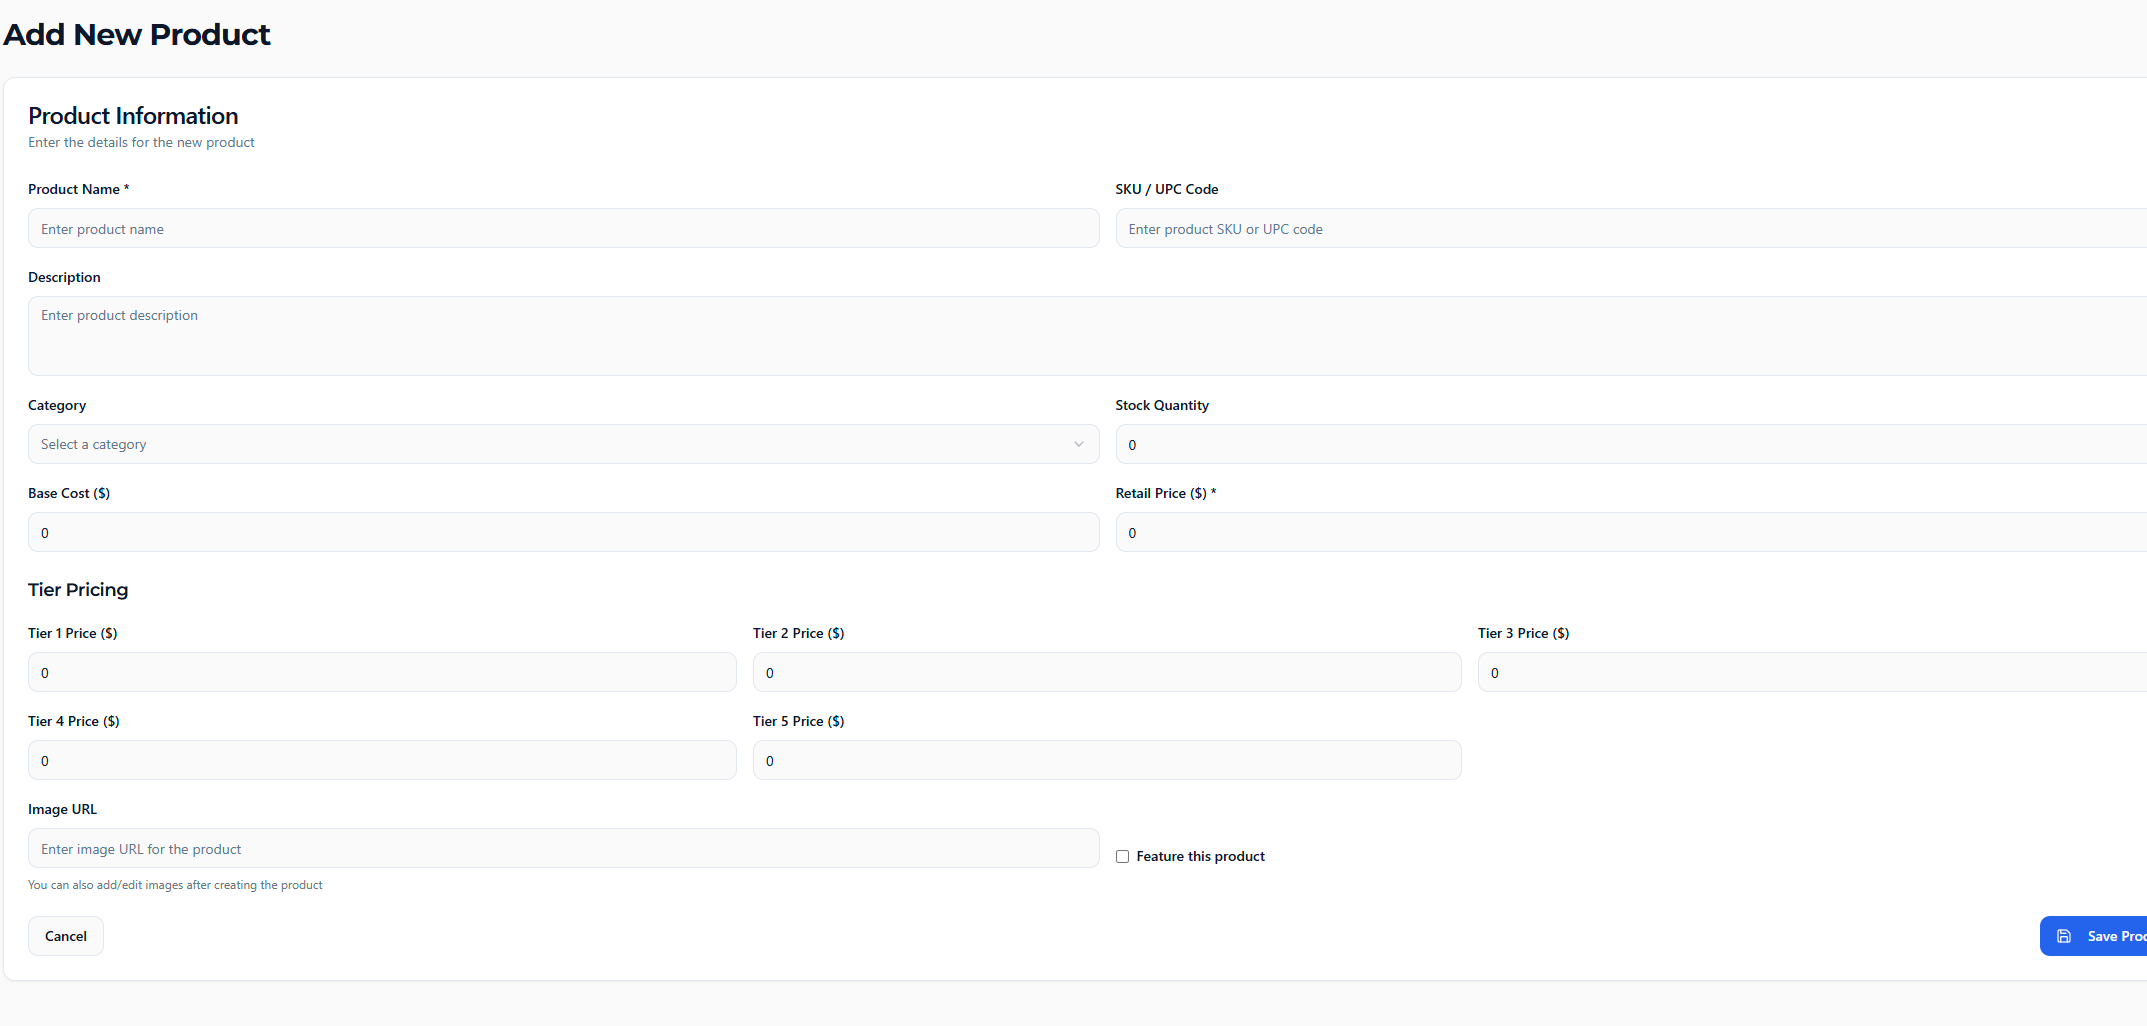 Add New Product
Product Information
Enter the details for the new product
Product Name *
SKU / UPC Code
Enter product name
Enter product SKU or UPC code
Description
Enter product description
Category
Stock Quantity
Select a category
0
Base Cost ($)
Retail Price ($) *
0
0
Tier Pricing
Tier 1 Price ($)
Tier 2 Price ($)
Tier 3 Price ($)
0
0
0
Tier 4 Price ($)
Tier 5 Price ($)
0
0
Image URL
Enter image URL for the product
Feature this product
You can also add/edit images after creating the product
Cancel
Save